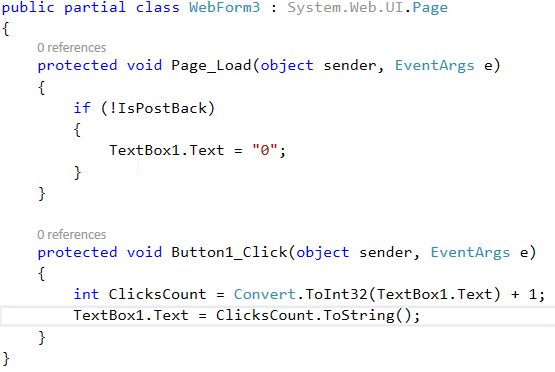 public partial class WebForm3 : System.Web.UI.Page
{
0 references
protected void Page_Load(object sender, EventArgs e)
{
if (!IsPostBack)
{
TextBox1.Text = "0";
}
}
0 references
protected void Button1_Click(object sender, EventArgs e)
{
int ClicksCount = Convert.ToInt32(TextBox1.Text) + 1;
TextBox1.Text = ClicksCount.ToString();
}
}